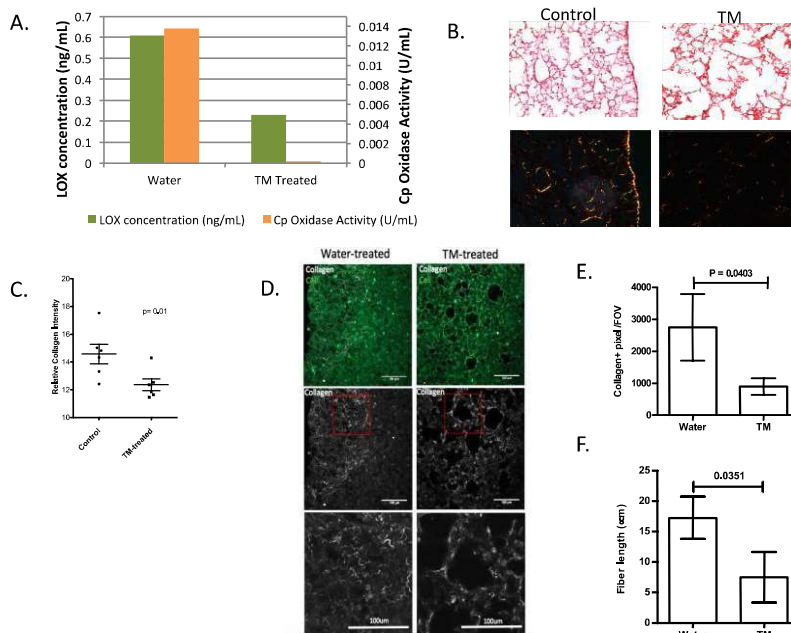 A.
LOX concentration (ng/mL)
0.7
0.6
0.5
0.4
0.3
0.2
0.1
0
0.014
0.012
0.01
0.008
0.006
0.004
0.002
0
Cp Oxidase Activity (U/mL)
Water
TM Treated
LOX concentration (ng/mL)
Cp Oxidase Activity (U/mL)
B.
Control
TM
C.
Relative Collagen Intensity
20
18
16
14
12
10
p= 0.01
Control
TM-treated
D.
Water-treated
TM-treated
Collagen
Collagen
Collagen
Collagen
100um
100um
E.
Collagen+ pixel/FOV
4000
3000
2000
1000
0
P = 0.0403
Water
TM
F.
25
20
15
10
5
0
0.0351
Water
TM